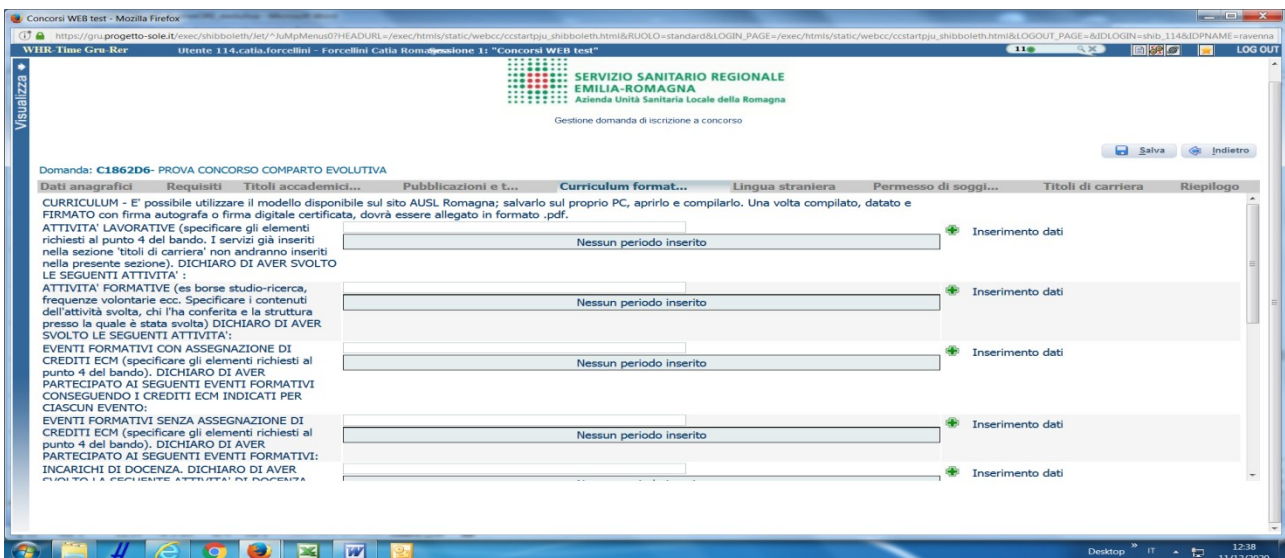 Concorsi WEB test - Mozilla Firefox
https://gru.progetto-sole.it/exec/shibboleth/Jet/^JuMpMenus0?HEADURL=/exec/htmls/static/webcc/ccstartpju_shibboleth.html&RUOLO=standard&LOGIN_PAGE=/exec/htmls/static/webcc/ccstartpju_shibboleth.html&LOGOUT_PAGE=&IDLOGIN=shib_114&IDPNAME=ravenna
WHR-Time Gru-Rer Utente 114.catia.forcellini - Forcellini Catia Sessione 1: "Concorsi WEB test" 11 LOG OUT
Visualizza
SERVIZIO SANITARIO REGIONALE
EMILIA-ROMAGNA
Azienda Unità Sanitaria Locale della Romagna
Gestione domanda di iscrizione a concorso
Salva Indietro
Domanda: C1862D6- PROVA CONCORSO COMPARTO EVOLUTIVA
Dati anagrafici Requisiti Titoli accademici... Pubblicazioni e t... Curriculum format... Lingua straniera Permesso di soggi... Titoli di carriera Riepilogo
CURRICULUM - E' possibile utilizzare il modello disponibile sul sito AUSL Romagna; salvarlo sul proprio PC, aprirlo e compilarlo. Una volta compilato, datato e
FIRMATO con firma autografa o firma digitale certificata, dovrà essere allegato in formato .pdf.
ATTIVITA' LAVORATIVE (specificare gli elementi
richiesti al punto 4 del bando. I servizi già inseriti
nella sezione 'titoli di carriera' non andranno inseriti
nella presente sezione). DICHIARO DI AVER SVOLTO
LE SEGUENTI ATTIVITA' :
Nessun periodo inserito
Inserimento dati
ATTIVITA' FORMATIVE (es borse studio-ricerca,
frequenze volontarie ecc. Specificare i contenuti
dell'attività svolta, chi l'ha conferita e la struttura
presso la quale è stata svolta) DICHIARO DI AVER
SVOLTO LE SEGUENTI ATTIVITA':
Nessun periodo inserito
Inserimento dati
EVENTI FORMATIVI CON ASSEGNAZIONE DI
CREDITI ECM (specificare gli elementi richiesti al
punto 4 del bando). DICHIARO DI AVER
PARTECIPATO AI SEGUENTI EVENTI FORMATIVI
CONSEGUENDO I CREDITI ECM INDICATI PER
CIASCUN EVENTO:
Nessun periodo inserito
Inserimento dati
EVENTI FORMATIVI SENZA ASSEGNAZIONE DI
CREDITI ECM (specificare gli elementi richiesti al
punto 4 del bando). DICHIARO DI AVER
PARTECIPATO AI SEGUENTI EVENTI FORMATIVI:
Nessun periodo inserito
Inserimento dati
INCARICHI DI DOCENZA. DICHIARO DI AVER
SVOLTO LA SEGUENTE ATTIVITA' DI DOCENZA
Inserimento dati
Desktop » IT 12:38
11/12/2020